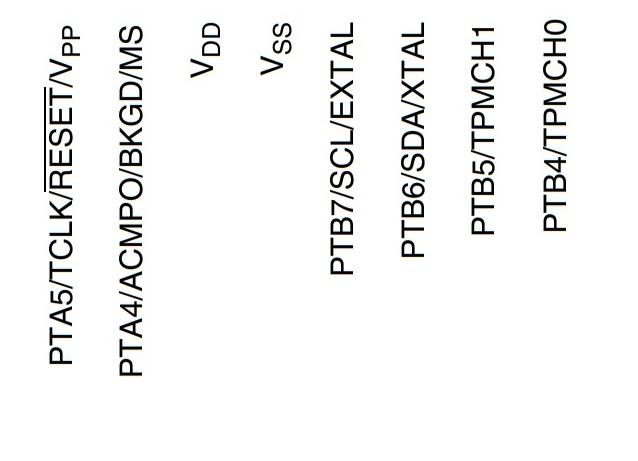 PTA5/TCLK/RESET/VPP
PTA4/ACMPO/BKGD/MS
VDD
VSS
PTB7/SCL/EXTAL
PTB6/SDA/XTAL
PTB5/TPMCH1
PTB4/TPMCH0